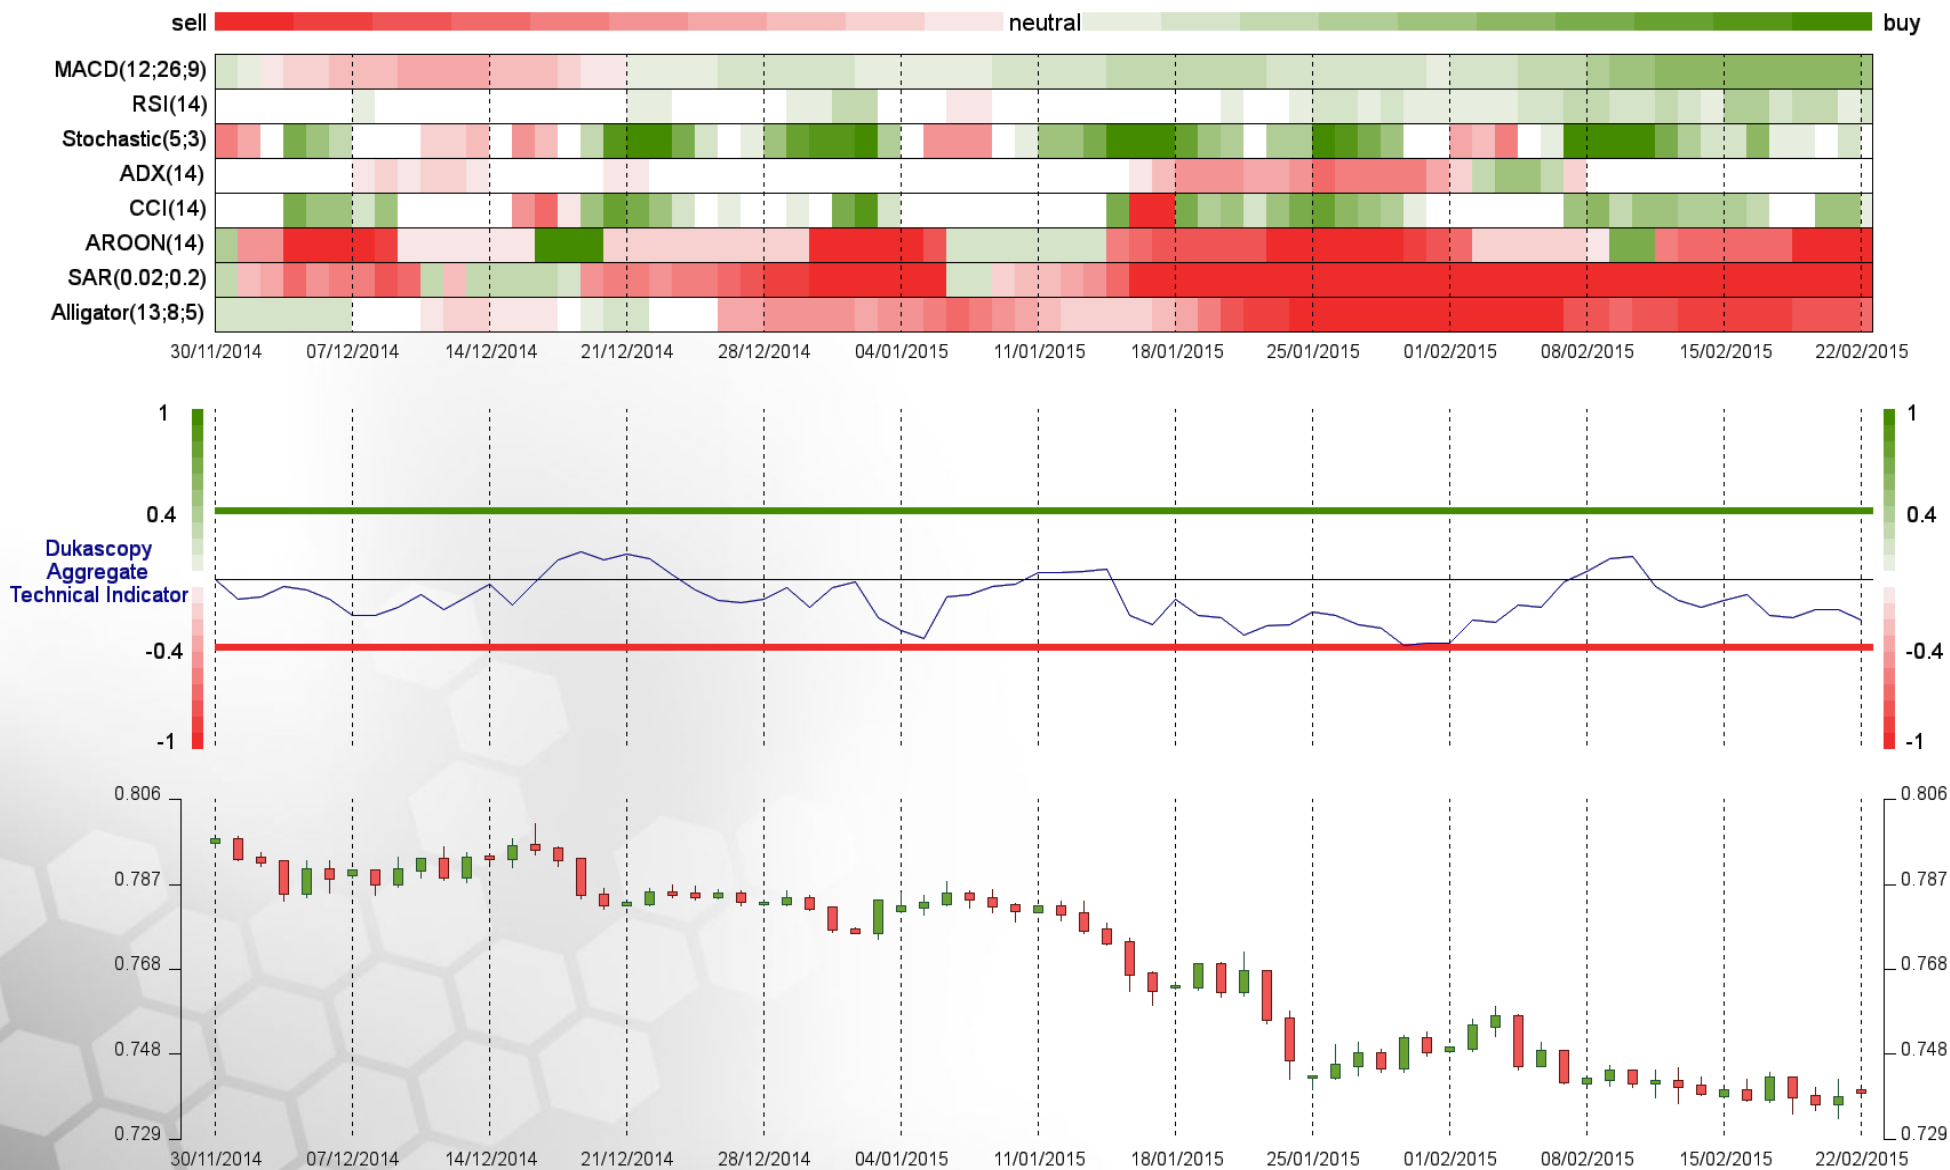 sell neutral buy
MACD(12;26;9)
RSI(14)
Stochastic(5;3)
ADX(14)
CCI(14)
AROON(14)
SAR(0.02;0.2)
Alligator(13;8;5)
30/11/2014 07/12/2014 14/12/2014 21/12/2014 28/12/2014 04/01/2015 11/01/2015 18/01/2015 25/01/2015 01/02/2015 08/02/2015 15/02/2015 22/02/2015
1 1
0.4 0.4
Dukascopy
Aggregate
Technical Indicator
-0.4 -0.4
-1 -1
0.806 0.806
0.787 0.787
0.768 0.768
0.748 0.748
0.729 0.729
30/11/2014 07/12/2014 14/12/2014 21/12/2014 28/12/2014 04/01/2015 11/01/2015 18/01/2015 25/01/2015 01/02/2015 08/02/2015 15/02/2015 22/02/2015